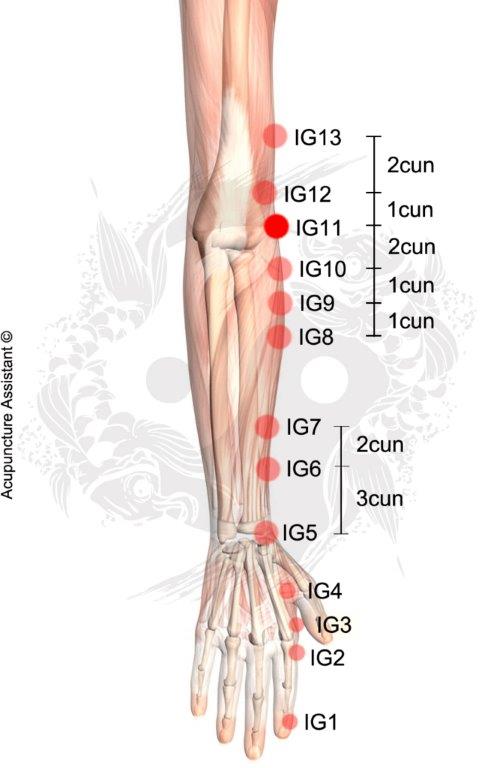 IG13
2cun
IG12
1cun
IG11
2cun
IG10
1cun
IG9
1cun
IG8
IG7
2cun
IG6
3cun
IG5
IG4
IG3
IG2
IG1
Acupuncture Assistant ©